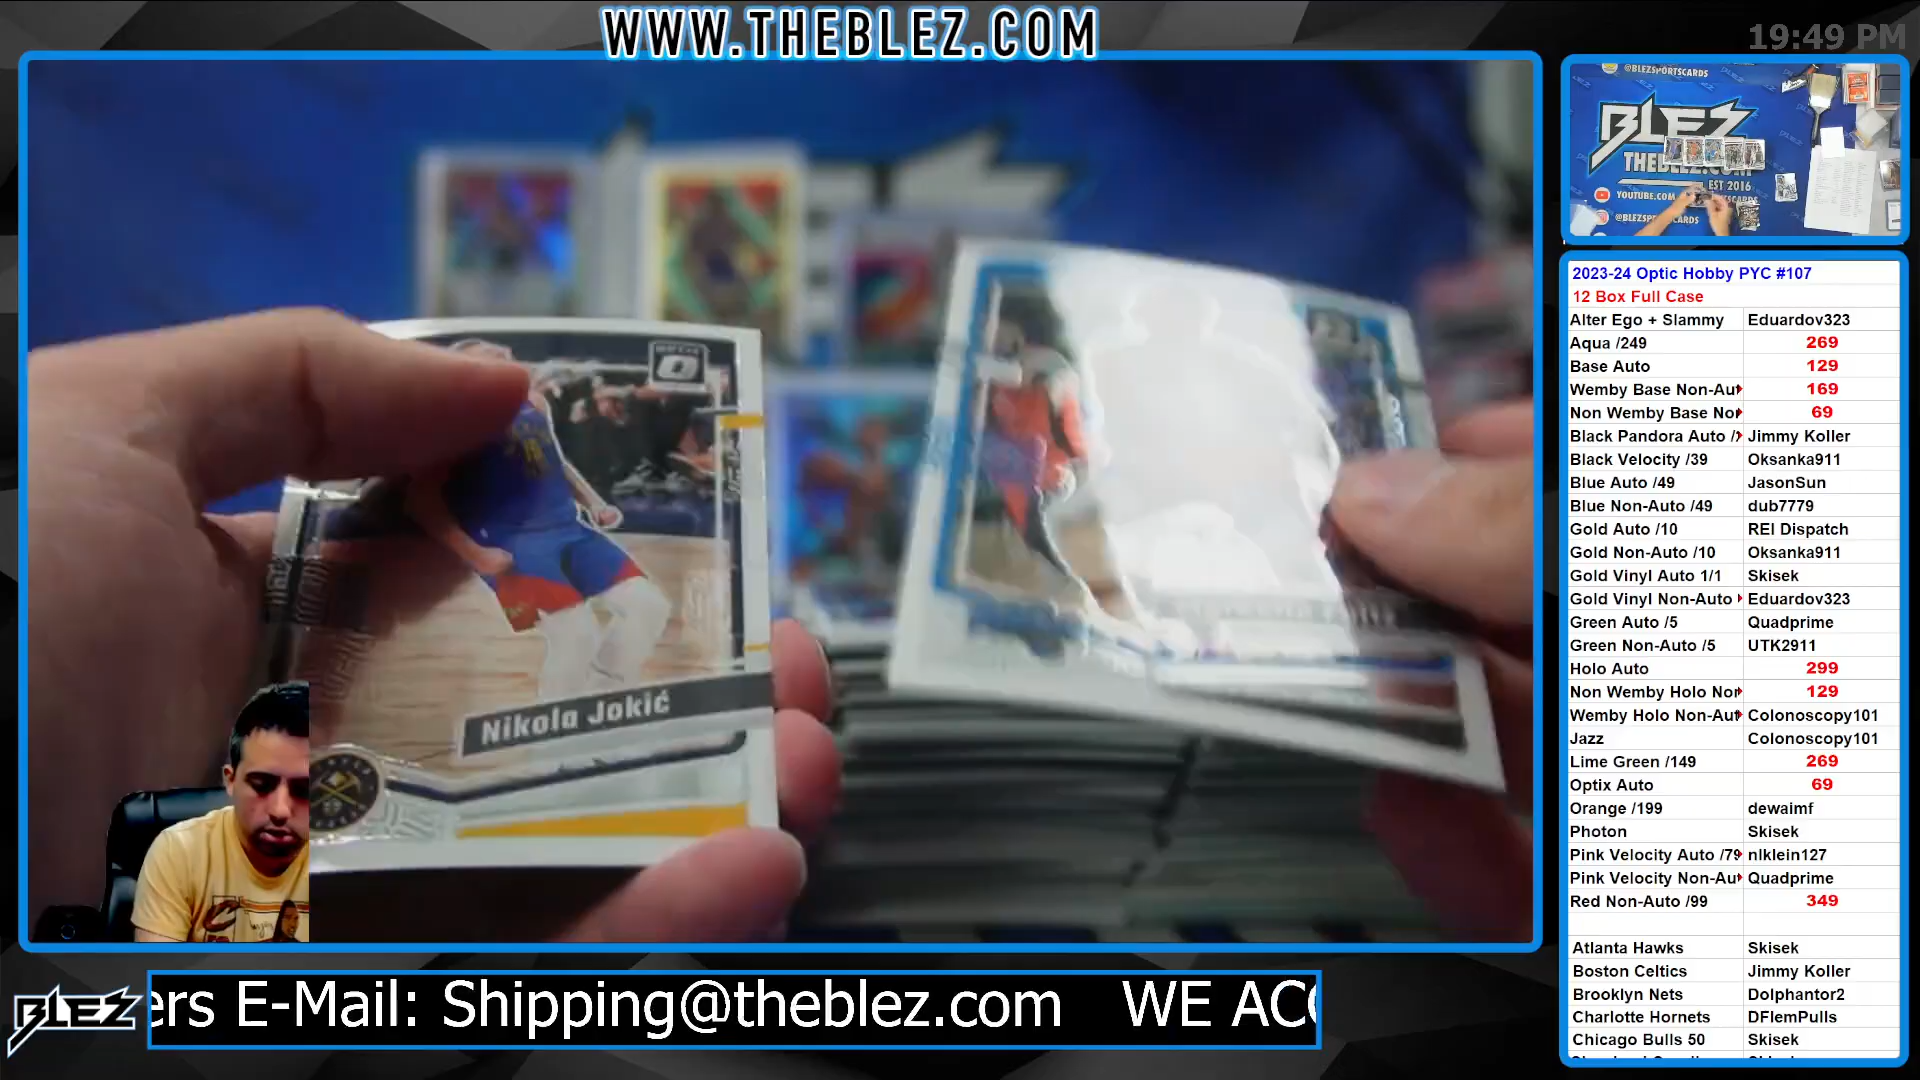 WWW.THEBLEZ.COM
19:49 PM
@BLEZSPORTSCARDS
BLEZ
EST 2016
2023-24 Optic Hobby PYC #107
12 Box Full Case
Alter Ego + Slammy Eduardov323
Aqua /249 269
Base Auto 129
Wemby Base Non-Au 169
Non Wemby Base Nor 69
Black Pandora Auto / Jimmy Koller
Black Velocity /39 Oksanka911
Blue Auto /49 JasonSun
Blue Non-Auto /49 dub7779
Gold Auto /10 REI Dispatch
Gold Non-Auto /10 Oksanka911
Gold Vinyl Auto 1/1 Skisek
Gold Vinyl Non-Auto Eduardov323
Green Auto /5 Quadprime
Green Non-Auto /5 UTK2911
Holo Auto 299
Non Wemby Holo Nor 129
Wemby Holo Non-Aut Colonoscopy101
Jazz Colonoscopy101
Lime Green /149 269
Optix Auto 69
Orange /199 dewaimf
Photon Skisek
Pink Velocity Auto /79 nlklein127
Pink Velocity Non-Au Quadprime
Red Non-Auto /99 349
Atlanta Hawks Skisek
Boston Celtics Jimmy Koller
Brooklyn Nets Dolphantor2
Charlotte Hornets DFlemPulls
Chicago Bulls 50 Skisek
Nikola Jokić
BLEZ
ers E-Mail: Shipping@theblez.com WE ACC